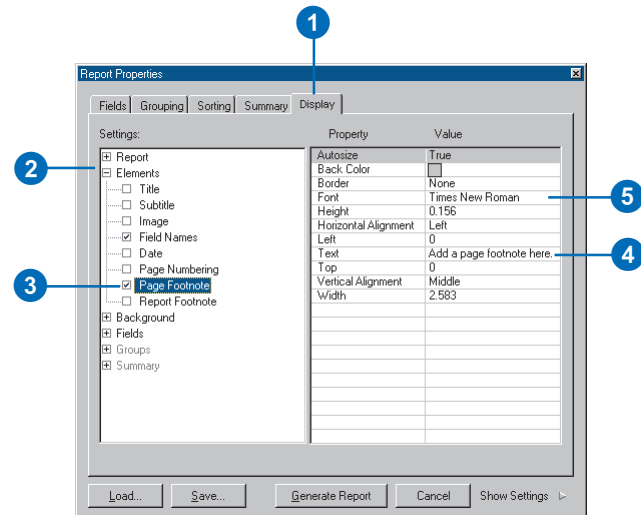 1
Report Properties
Fields Grouping Sorting Summary Display
Settings:
Property Value
2
Report
Elements
Title
Subtitle
Image
Field Names
Date
Page Numbering
3
Page Footnote
Report Footnote
Background
Fields
Groups
Summary
Autosize True
Back Color
Border None
Font Times New Roman
5
Height 0.156
Horizontal Alignment Left
Left 0
Text Add a page footnote here.
4
Top 0
Vertical Alignment Middle
Width 2.583
Load... Save... Generate Report Cancel Show Settings